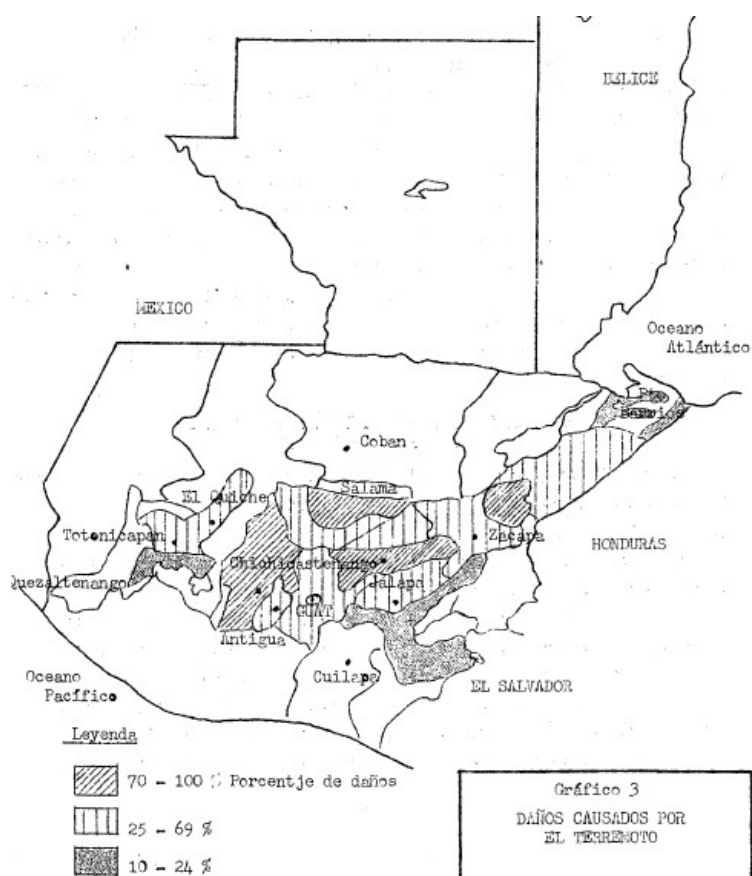 BELICE
MEXICO
Oceano
Atlántico
Pto
Barrios
Coban
El Quiche
Salama
Totonicapan
Zacapa
HONDURAS
Quezaltenango
Chichicastenango
Jalapa
GUAT
Antigua
Cuilapa
Oceano
Pacífico
EL SALVADOR
Leyenda
70 - 100 % Porcentje de daños
25 - 69 %
10 - 24 %
Gráfico 3
DAÑOS CAUSADOS POR
EL TERREMOTO